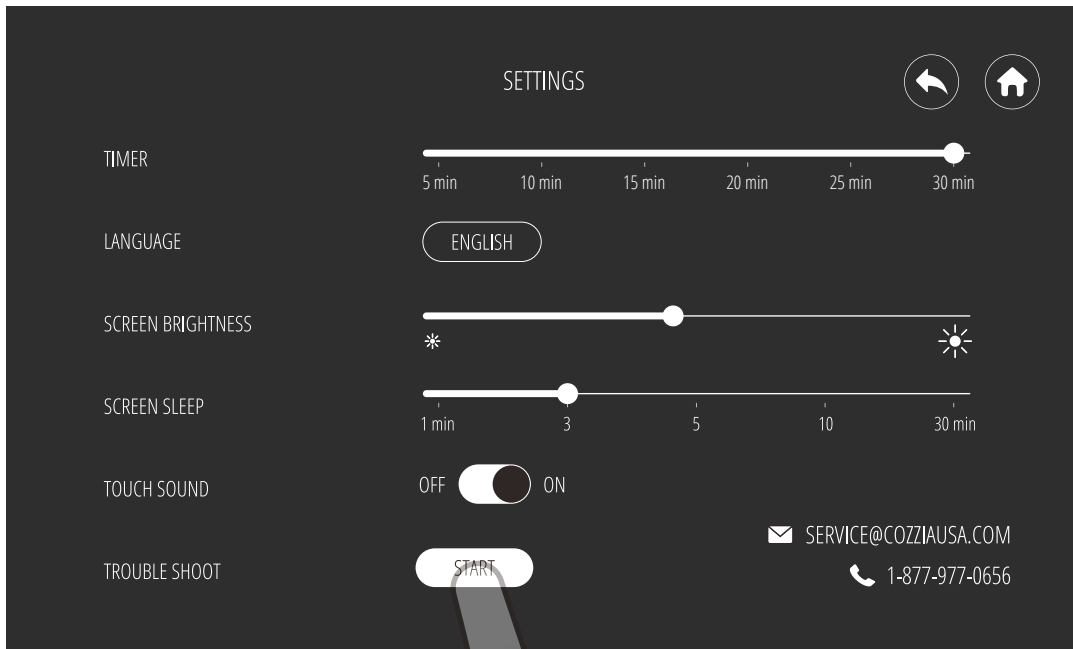 SETTINGS
TIMER
5 min 10 min 15 min 20 min 25 min 30 min
LANGUAGE ENGLISH
SCREEN BRIGHTNESS
SCREEN SLEEP
1 min 3 5 10 30 min
TOUCH SOUND OFF ON
SERVICE@COZZIAUSA.COM
TROUBLE SHOOT START 1-877-977-0656